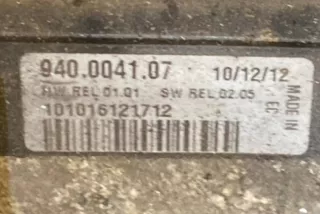 940.0041.07 10/12/12
HW REL 01.01 SW REL 02.05
101016121712
MADE IN
EC